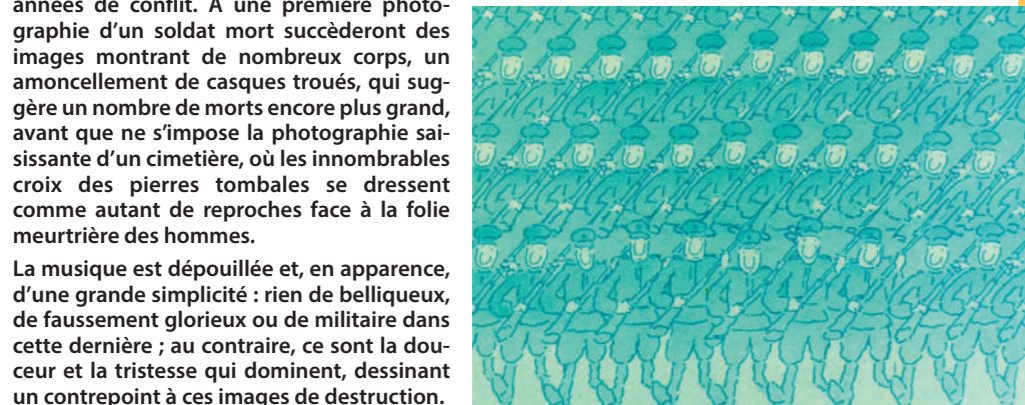 années de conflit. À une première photo-
graphie d'un soldat mort succèderont des
images montrant de nombreux corps, un
amoncellement de casques troués, qui sug-
gère un nombre de morts encore plus grand,
avant que ne s'impose la photographie sai-
sissante d'un cimetière, où les innombrables
croix des pierres tombales se dressent
comme autant de reproches face à la folie
meurtrière des hommes.
La musique est dépouillée et, en apparence,
d'une grande simplicité : rien de belliqueux,
de faussement glorieux ou de militaire dans
cette dernière ; au contraire, ce sont la dou-
ceur et la tristesse qui dominent, dessinant
un contrepoint à ces images de destruction.